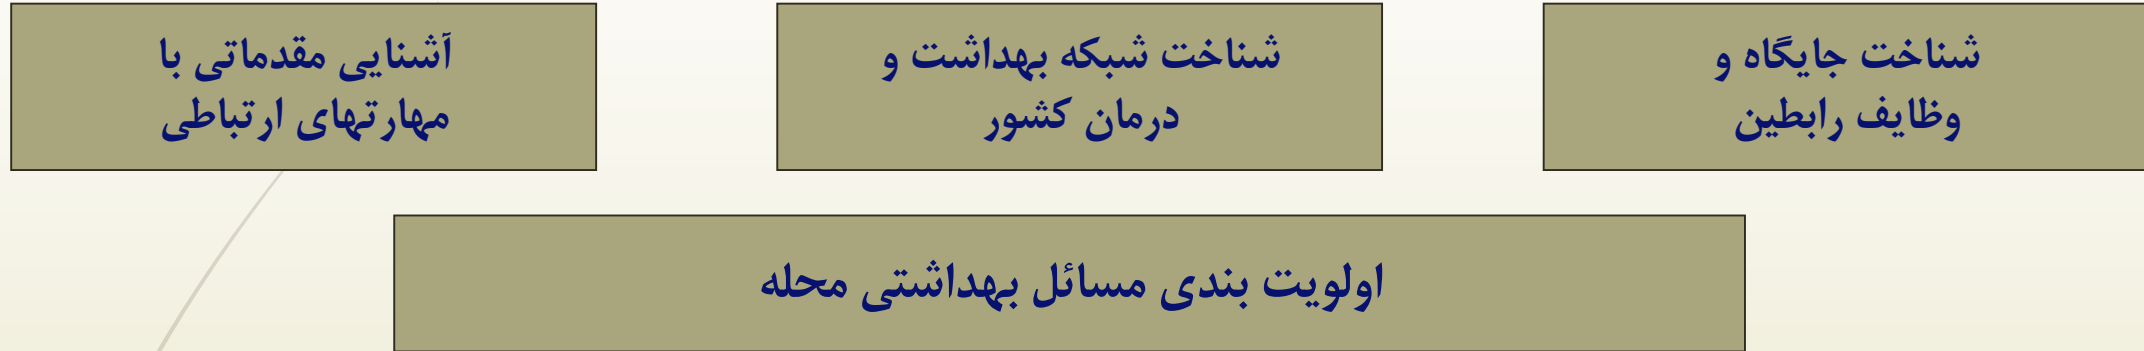 شناخت جایگاه و
وظایف رابطین
شناخت شبکه بهداشت و
درمان کشور
آشنایی مقدماتی با
مهارتهای ارتباطی
اولویت بندی مسائل بهداشتی محله